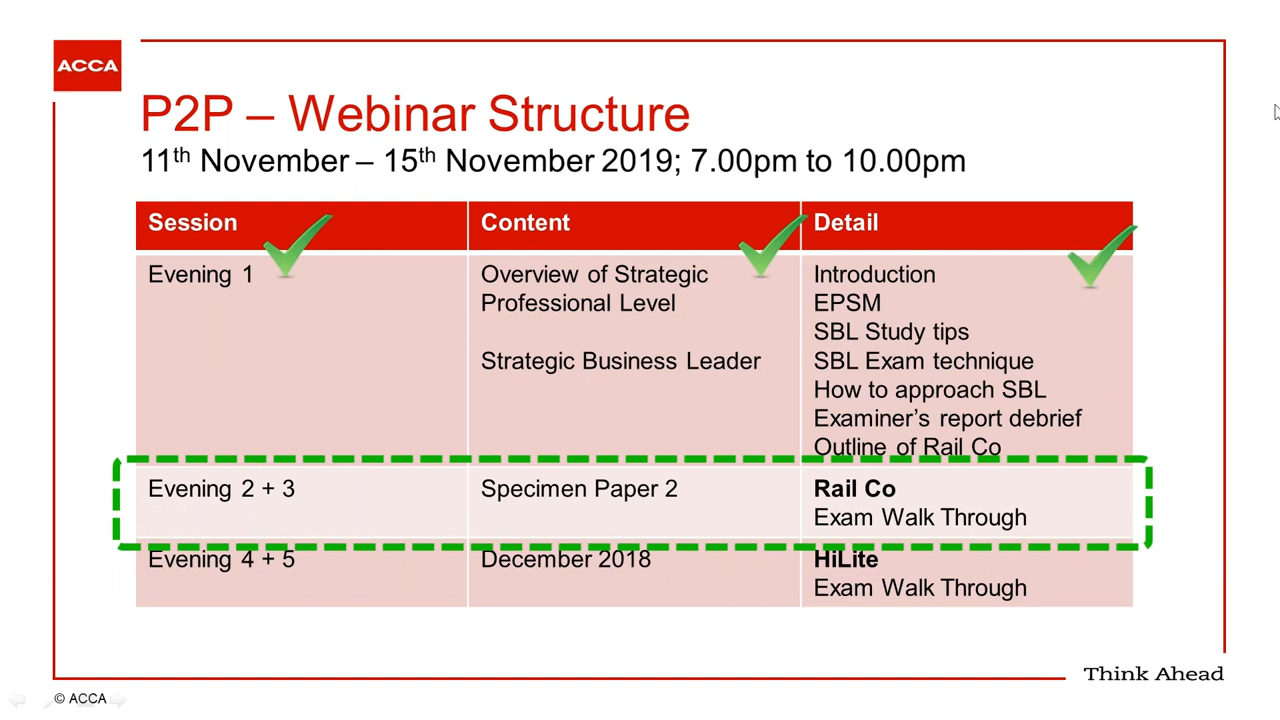 ACCA
P2P – Webinar Structure
11th November – 15th November 2019; 7.00pm to 10.00pm
Session Content Detail
Evening 1 Overview of Strategic Introduction
Professional Level EPSM
SBL Study tips
Strategic Business Leader SBL Exam technique
How to approach SBL
Examiner’s report debrief
Outline of Rail Co
Evening 2 + 3 Specimen Paper 2 Rail Co
Exam Walk Through
Evening 4 + 5 December 2018 HiLite
Exam Walk Through
Think Ahead
© ACCA